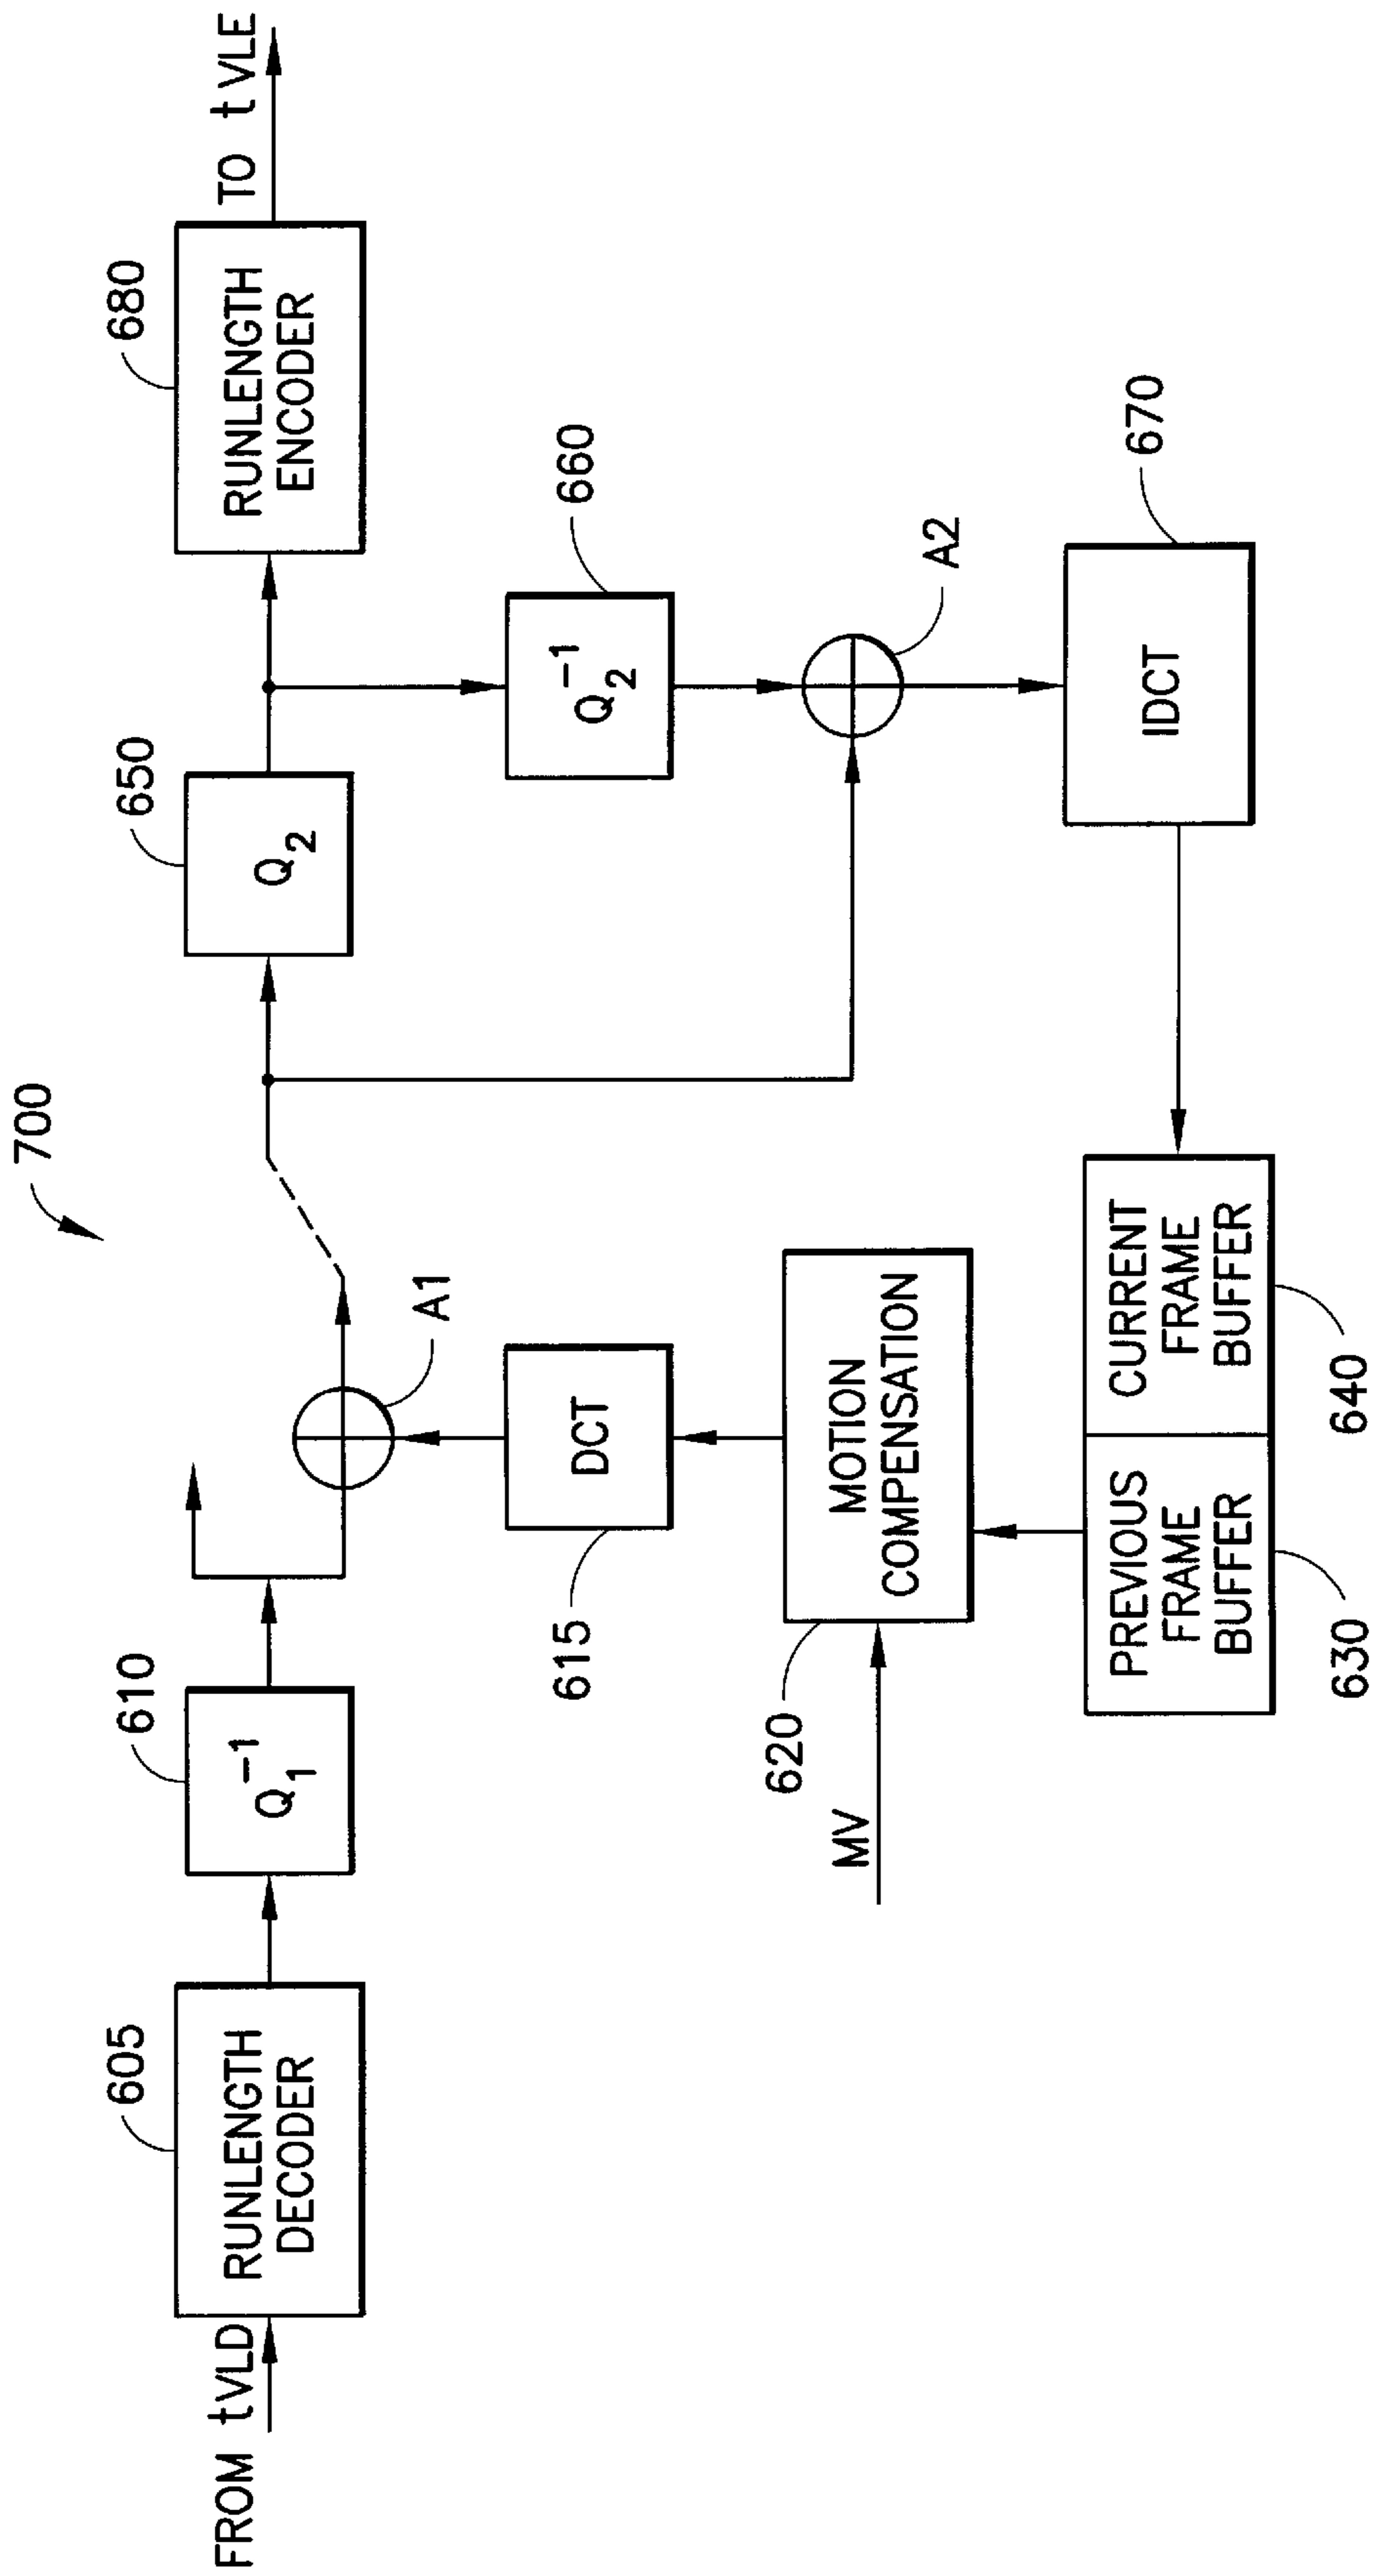 700
FROM tVLD
605
RUNLENGTH
DECODER
610
Q₁⁻¹
A1
650
Q₂
680
RUNLENGTH
ENCODER
TO tVLE
615
DCT
660
Q₂⁻¹
A2
MV
620
MOTION
COMPENSATION
670
IDCT
PREVIOUS
FRAME
BUFFER
630
CURRENT
FRAME
BUFFER
640